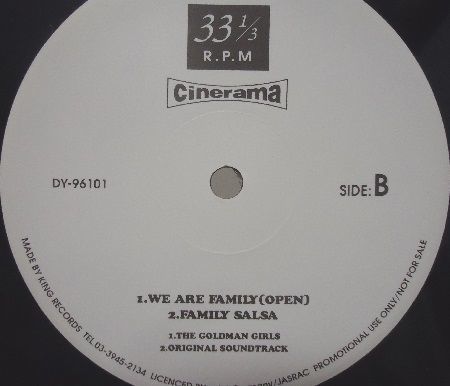 33 1/3
R.P.M
Cinerama
DY-96101
SIDE: B
1.WE ARE FAMILY(OPEN)
2.FAMILY SALSA
1.THE GOLDMAN GIRLS
2.ORIGINAL SOUNDTRACK
MADE BY KING RECORDS TEL.03-3945-2134 LICENCED /JASRAC PROMOTIONAL USE ONLY/NOT FOR SALE